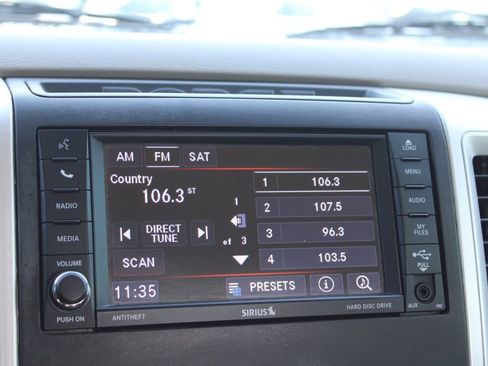 DODGE
AM FM SAT
Country
106.3 ST
DIRECT TUNE
SCAN
1
of 3
1 106.3
2 107.5
3 96.3
4 103.5
11:35
PRESETS
RADIO
MEDIA
VOLUME
PUSH ON
ANTITHEFT
SIRIUS
HARD DISC DRIVE
LOAD
MENU
AUDIO
MY FILES
PULL
AUX